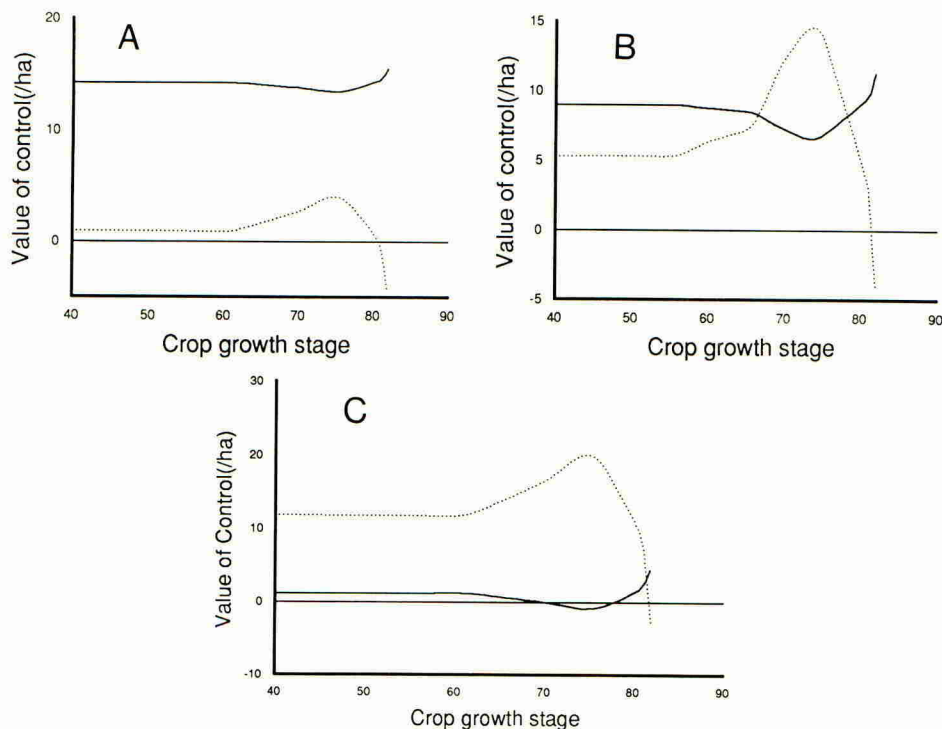 A
Value of control(/ha)
20
10
0
40 50 60 70 80 90
Crop growth stage
B
Value of control(/ha)
15
10
5
0
-5
40 50 60 70 80 90
Crop growth stage
C
Value of Control(/ha)
30
20
10
0
-10
40 50 60 70 80 90
Crop growth stage